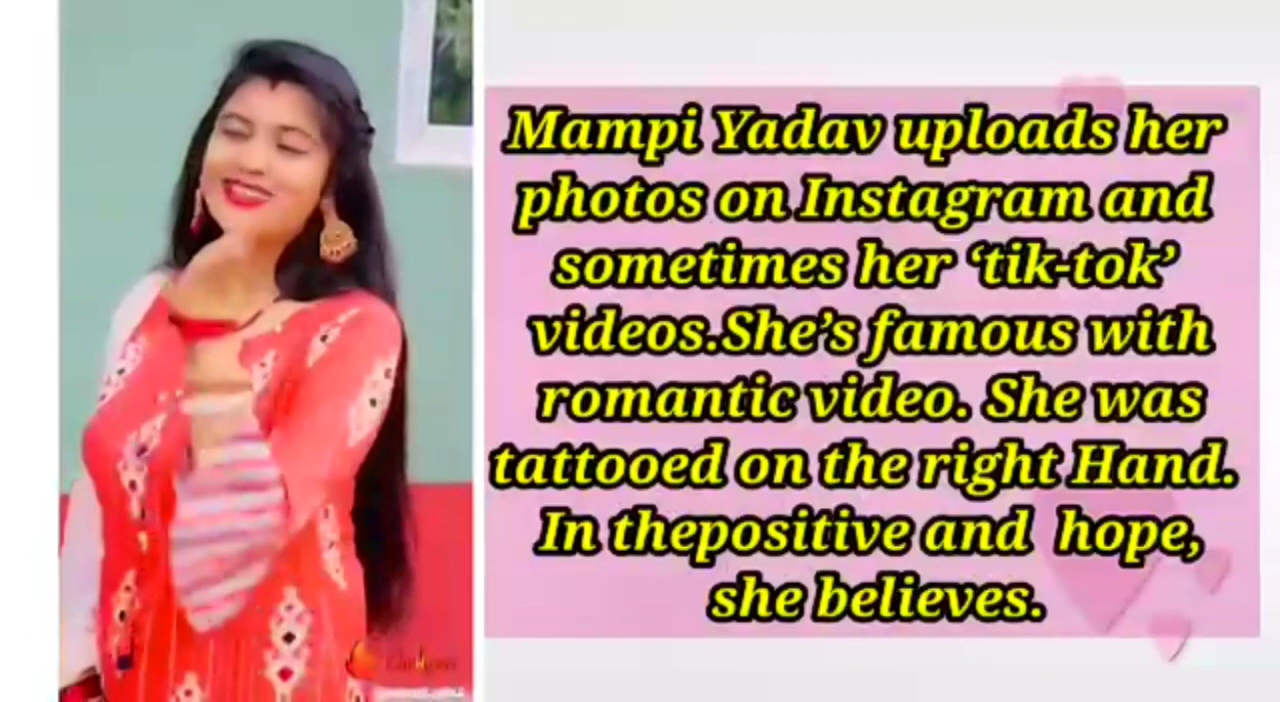 Mampi Yadav uploads her
photos on Instagram and
sometimes her ‘tik-tok’
videos.She’s famous with
romantic video. She was
tattooed on the right Hand.
In thepositive and  hope,
she believes.